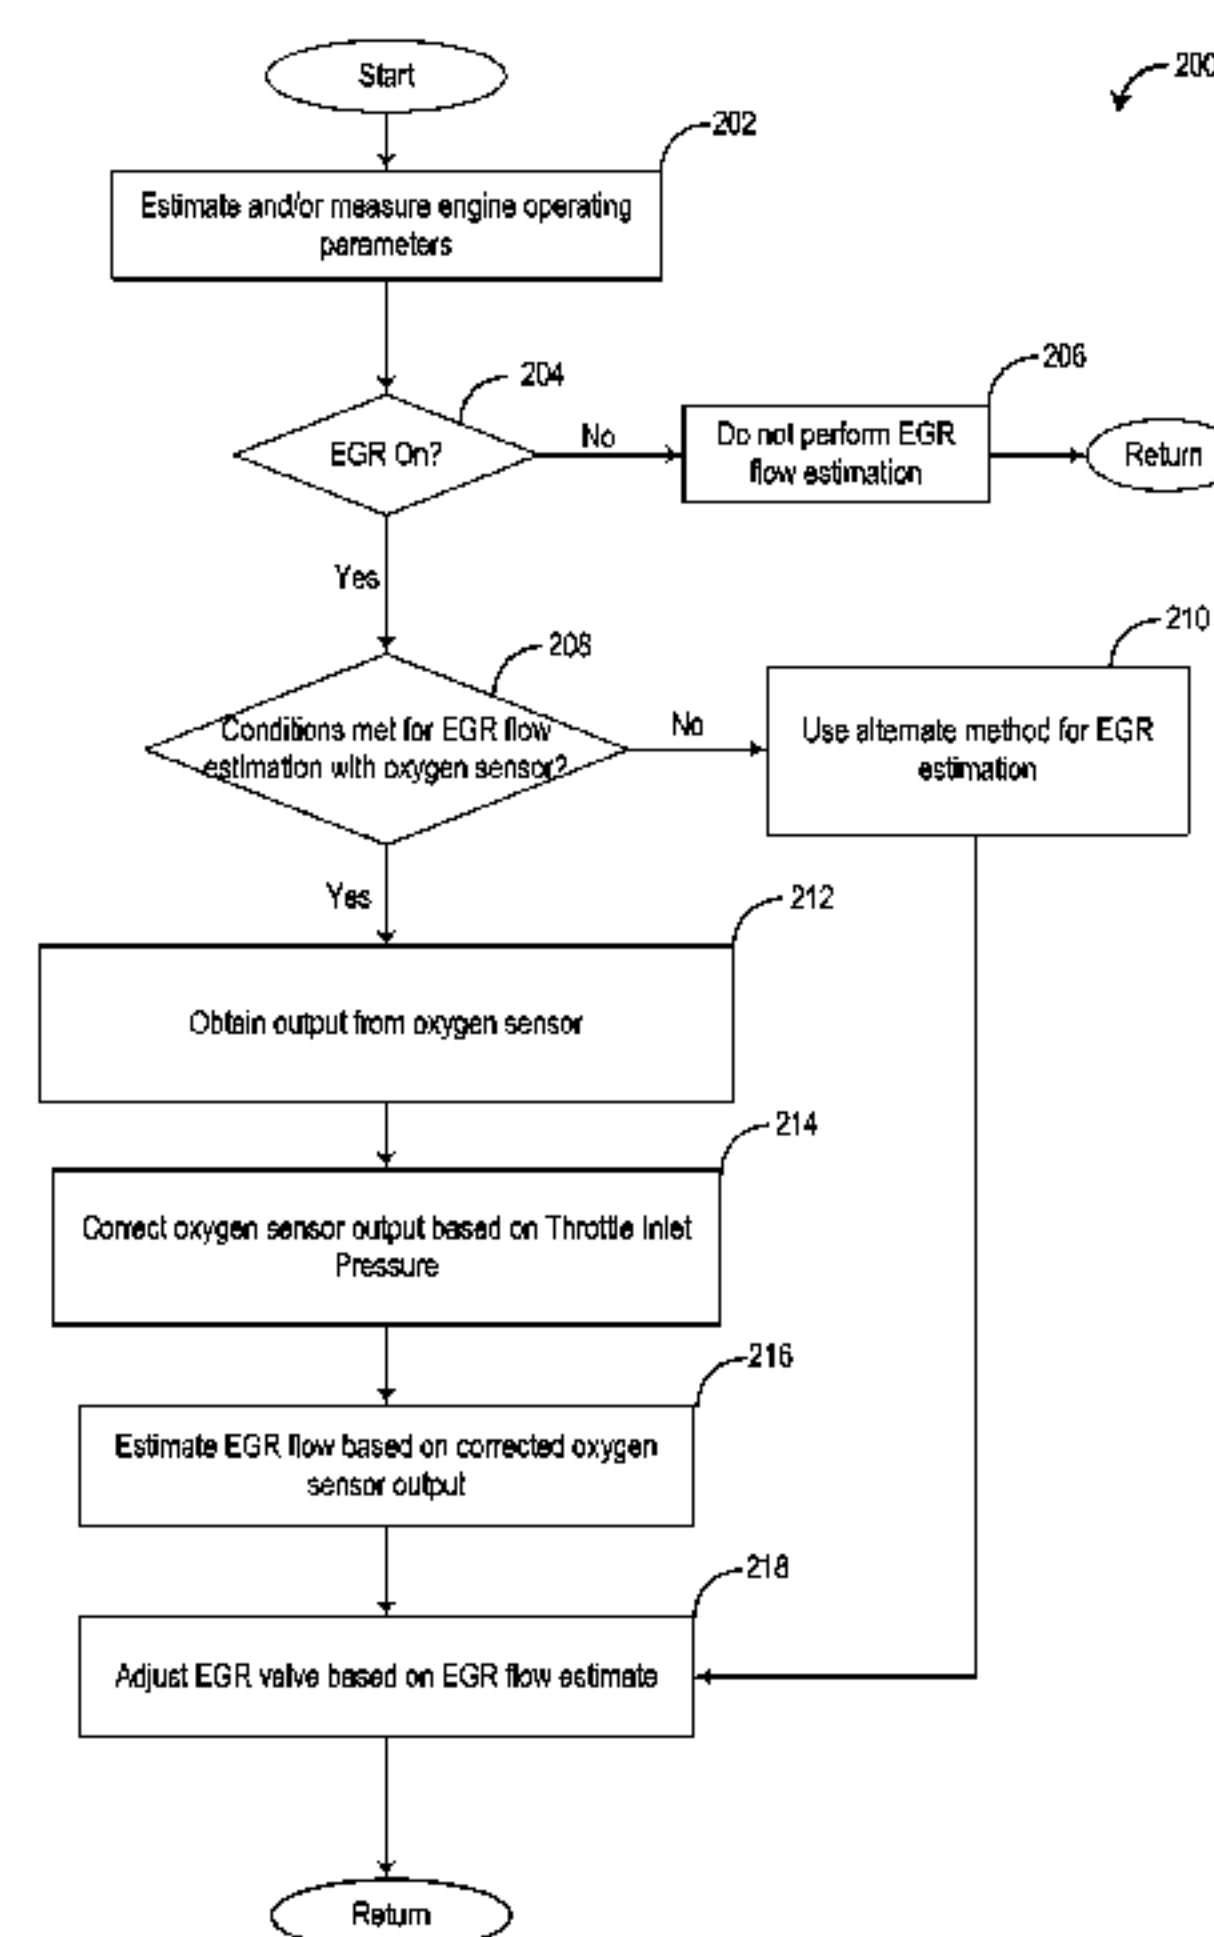 Start
200
202
Estimate and/or measure engine operating
parameters
204
EGR On?
No
206
Do not perform EGR
flow estimation
Return
Yes
208
Conditions met for EGR flow
estimation with oxygen sensor?
No
210
Use alternate method for EGR
estimation
Yes
212
Obtain output from oxygen sensor
214
Correct oxygen sensor output based on Throttle Inlet
Pressure
216
Estimate EGR flow based on corrected oxygen
sensor output
218
Adjust EGR valve based on EGR flow estimate
Return